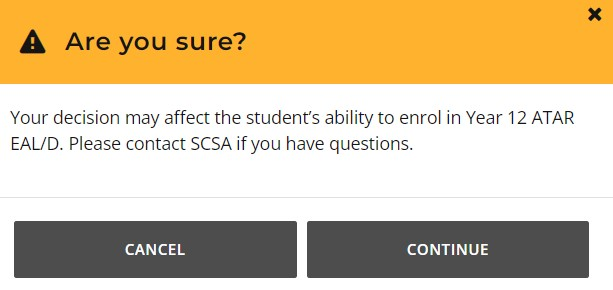 Are you sure?
Your decision may affect the student’s ability to enrol in Year 12 ATAR
EAL/D. Please contact SCSA if you have questions.
CANCEL
CONTINUE